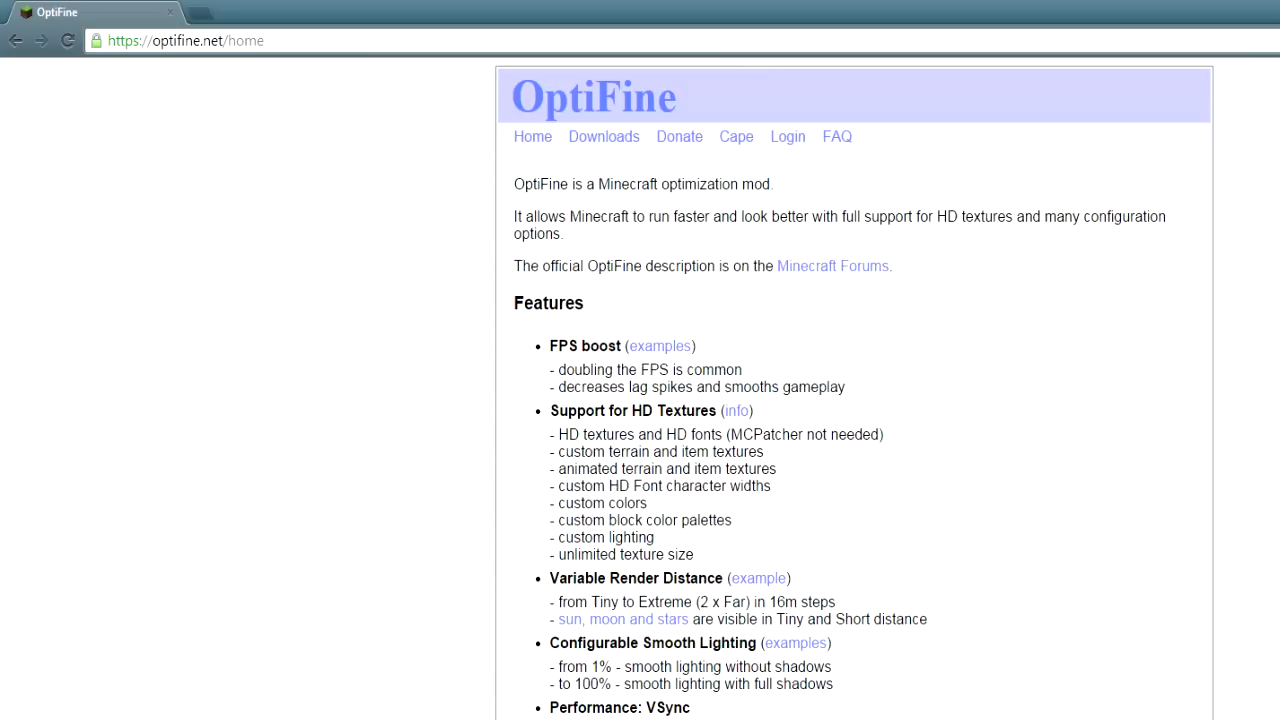 OptiFine
https://optifine.net/home
OptiFine
Home Downloads Donate Cape Login FAQ
OptiFine is a Minecraft optimization mod.
It allows Minecraft to run faster and look better with full support for HD textures and many configuration
options.
The official OptiFine description is on the Minecraft Forums.
Features
• FPS boost (examples)
- doubling the FPS is common
- decreases lag spikes and smooths gameplay
• Support for HD Textures (info)
- HD textures and HD fonts (MCPatcher not needed)
- custom terrain and item textures
- animated terrain and item textures
- custom HD Font character widths
- custom colors
- custom block color palettes
- custom lighting
- unlimited texture size
• Variable Render Distance (example)
- from Tiny to Extreme (2 x Far) in 16m steps
- sun, moon and stars are visible in Tiny and Short distance
• Configurable Smooth Lighting (examples)
- from 1% - smooth lighting without shadows
- to 100% - smooth lighting with full shadows
• Performance: VSync